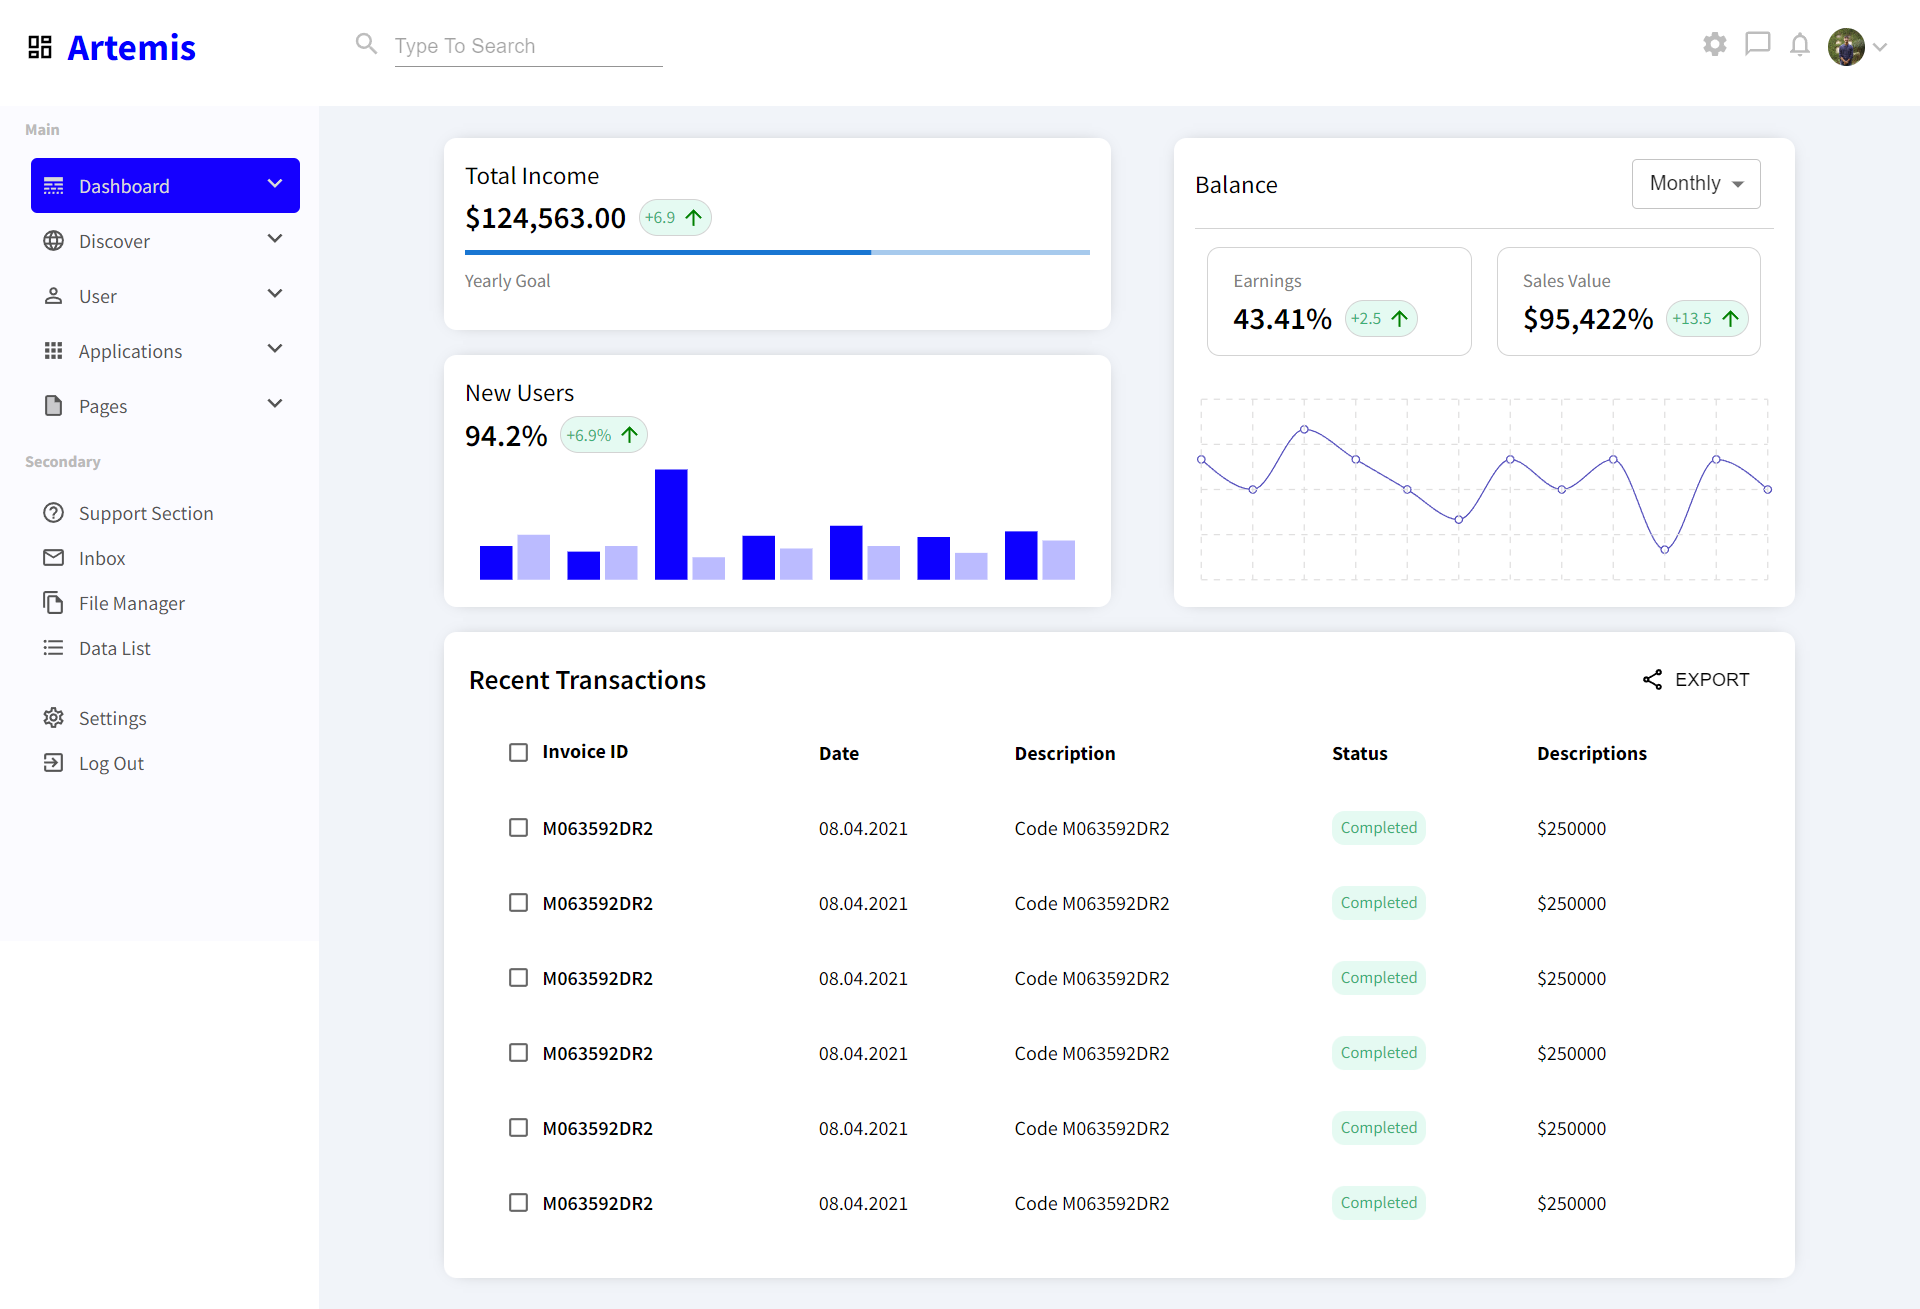 Artemis
Type To Search
Main
Dashboard
Discover
User
Applications
Pages
Secondary
Support Section
Inbox
File Manager
Data List
Settings
Log Out
Total Income
$124,563.00 +6.9
Yearly Goal
New Users
94.2% +6.9%
Balance Monthly
Earnings
43.41% +2.5
Sales Value
$95,422% +13.5
Recent Transactions EXPORT
Invoice ID Date Description Status Descriptions
M063592DR2 08.04.2021 Code M063592DR2 Completed $250000
M063592DR2 08.04.2021 Code M063592DR2 Completed $250000
M063592DR2 08.04.2021 Code M063592DR2 Completed $250000
M063592DR2 08.04.2021 Code M063592DR2 Completed $250000
M063592DR2 08.04.2021 Code M063592DR2 Completed $250000
M063592DR2 08.04.2021 Code M063592DR2 Completed $250000